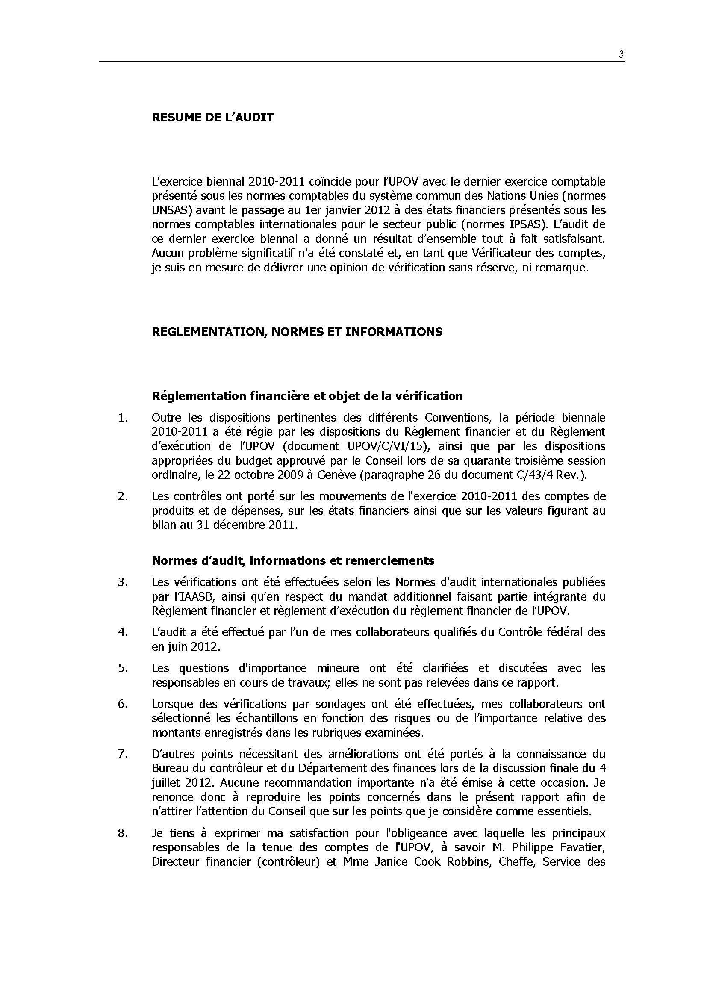 3
RESUME DE L’AUDIT
L’exercice biennal 2010-2011 coïncide pour l’UPOV avec le dernier exercice comptable
présenté sous les normes comptables du système commun des Nations Unies (normes
UNSAS) avant le passage au 1er janvier 2012 à des états financiers présentés sous les
normes comptables internationales pour le secteur public (normes IPSAS). L’audit de
ce dernier exercice biennal a donné un résultat d’ensemble tout à fait satisfaisant.
Aucun problème significatif n’a été constaté et, en tant que Vérificateur des comptes,
je suis en mesure de délivrer une opinion de vérification sans réserve, ni remarque.
REGLEMENTATION, NORMES ET INFORMATIONS
Réglementation financière et objet de la vérification
1. Outre les dispositions pertinentes des différents Conventions, la période biennale
2010-2011 a été régie par les dispositions du Règlement financier et du Règlement
d’exécution de l’UPOV (document UPOV/C/VI/15), ainsi que par les dispositions
appropriées du budget approuvé par le Conseil lors de sa quarante troisième session
ordinaire, le 22 octobre 2009 à Genève (paragraphe 26 du document C/43/4 Rev.).
2. Les contrôles ont porté sur les mouvements de l'exercice 2010-2011 des comptes de
produits et de dépenses, sur les états financiers ainsi que sur les valeurs figurant au
bilan au 31 décembre 2011.
Normes d’audit, informations et remerciements
3. Les vérifications ont été effectuées selon les Normes d'audit internationales publiées
par l’IAASB, ainsi qu’en respect du mandat additionnel faisant partie intégrante du
Règlement financier et règlement d’exécution du règlement financier de l’UPOV.
4. L’audit a été effectué par l’un de mes collaborateurs qualifiés du Contrôle fédéral des
en juin 2012.
5. Les questions d'importance mineure ont été clarifiées et discutées avec les
responsables en cours de travaux; elles ne sont pas relevées dans ce rapport.
6. Lorsque des vérifications par sondages ont été effectuées, mes collaborateurs ont
sélectionné les échantillons en fonction des risques ou de l’importance relative des
montants enregistrés dans les rubriques examinées.
7. D’autres points nécessitant des améliorations ont été portés à la connaissance du
Bureau du contrôleur et du Département des finances lors de la discussion finale du 4
juillet 2012. Aucune recommandation importante n’a été émise à cette occasion. Je
renonce donc à reproduire les points concernés dans le présent rapport afin de
n’attirer l’attention du Conseil que sur les points que je considère comme essentiels.
8. Je tiens à exprimer ma satisfaction pour l'obligeance avec laquelle les principaux
responsables de la tenue des comptes de l'UPOV, à savoir M. Philippe Favatier,
Directeur financier (contrôleur) et Mme Janice Cook Robbins, Cheffe, Service des